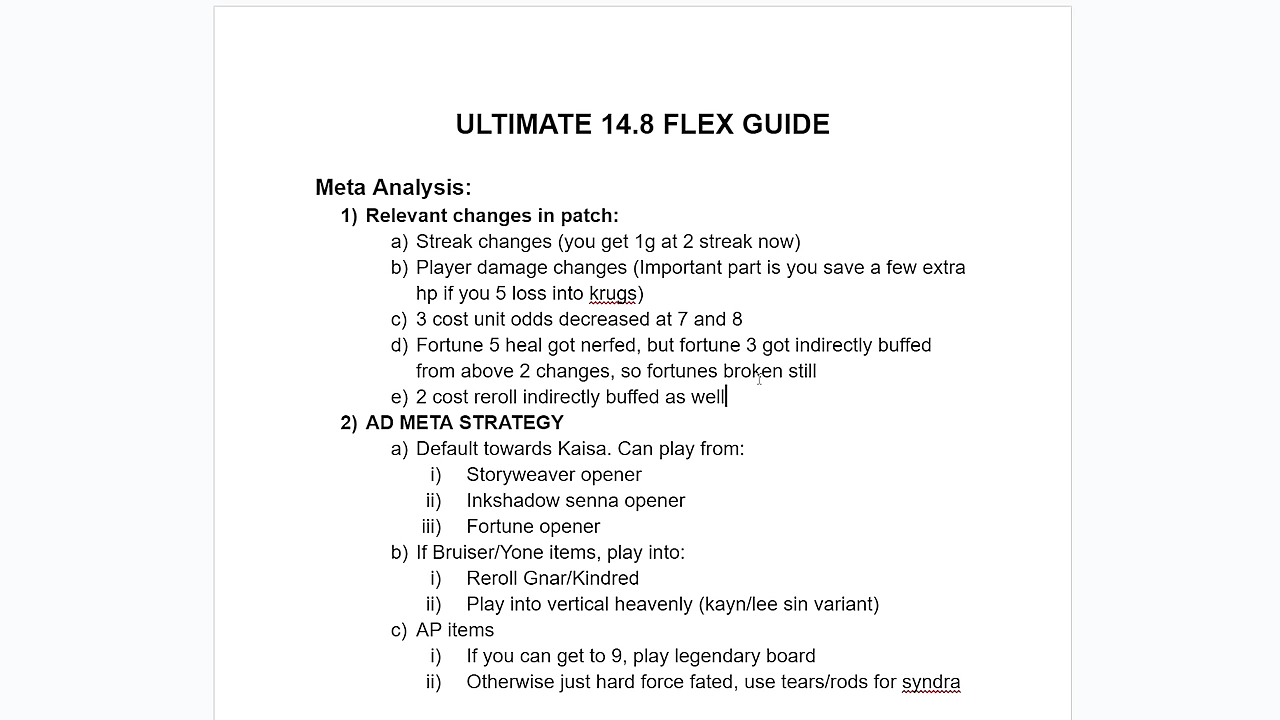 ULTIMATE 14.8 FLEX GUIDE
Meta Analysis:
1) Relevant changes in patch:
a) Streak changes (you get 1g at 2 streak now)
b) Player damage changes (Important part is you save a few extra
hp if you 5 loss into krugs)
c) 3 cost unit odds decreased at 7 and 8
d) Fortune 5 heal got nerfed, but fortune 3 got indirectly buffed
from above 2 changes, so fortunes broken still
e) 2 cost reroll indirectly buffed as well
2) AD META STRATEGY
a) Default towards Kaisa. Can play from:
i) Storyweaver opener
ii) Inkshadow senna opener
iii) Fortune opener
b) If Bruiser/Yone items, play into:
i) Reroll Gnar/Kindred
ii) Play into vertical heavenly (kayn/lee sin variant)
c) AP items
i) If you can get to 9, play legendary board
ii) Otherwise just hard force fated, use tears/rods for syndra